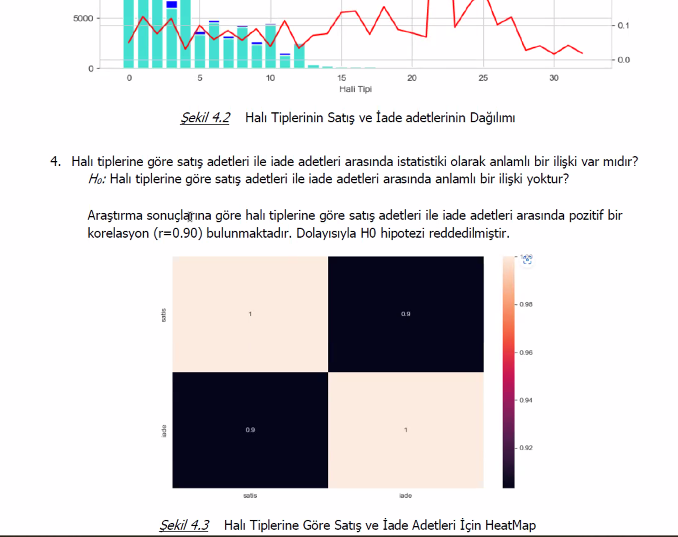 5000
0
0.1
0.0
0 5 10 15 20 25 30
Halı Tipi
Şekil 4.2 Halı Tiplerinin Satış ve İade adetlerinin Dağılımı
4. Halı tiplerine göre satış adetleri ile iade adetleri arasında istatistiki olarak anlamlı bir ilişki var mıdır?
H₀: Halı tiplerine göre satış adetleri ile iade adetleri arasında anlamlı bir ilişki yoktur?
Araştırma sonuçlarına göre halı tiplerine göre satış adetleri ile iade adetleri arasında pozitif bir
korelasyon (r=0.90) bulunmaktadır. Dolayısıyla H0 hipotezi reddedilmiştir.
satis
1
0.9
iade
0.9
1
satis
iade
0.98
0.96
0.94
0.92
Şekil 4.3 Halı Tiplerine Göre Satış ve İade Adetleri İçin HeatMap